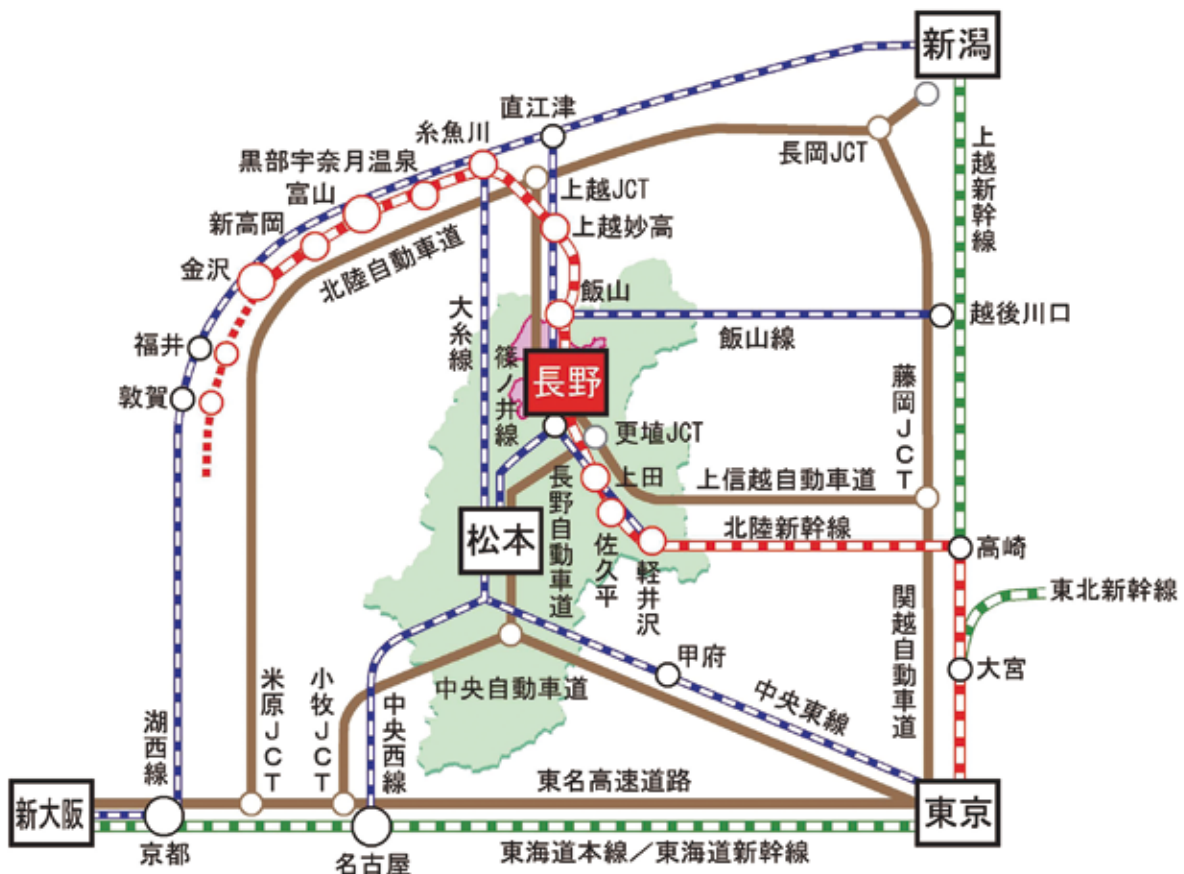 新潟
直江津
糸魚川
長岡JCT
上越新幹線
黒部宇奈月温泉
上越JCT
富山
新高岡
上越妙高
金沢
北陸自動車道
飯山
大糸線
越後川口
飯山線
福井
篠ノ井線
長野
藤岡JCT
敦賀
更埴JCT
上田
上信越自動車道
長野自動車道
松本
北陸新幹線
高崎
佐久平
軽井沢
東北新幹線
関越自動車道
甲府
大宮
中央自動車道
中央東線
米原JCT
小牧JCT
中央西線
湖西線
東名高速道路
新大阪
東京
京都
名古屋
東海道本線／東海道新幹線